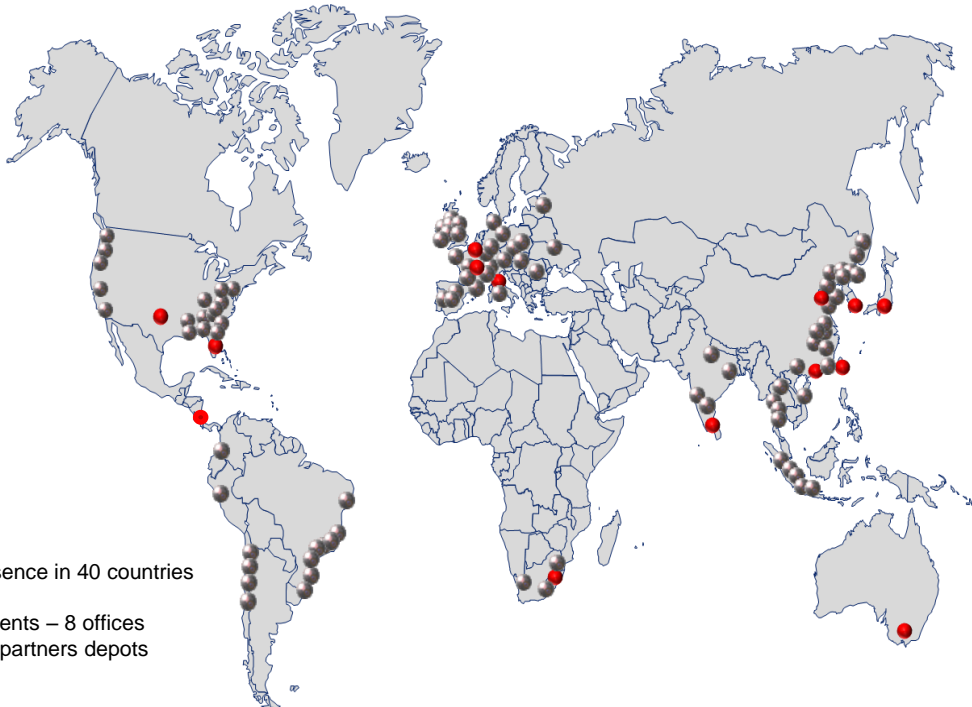 sence in 40 countries
ents – 8 offices
partners depots